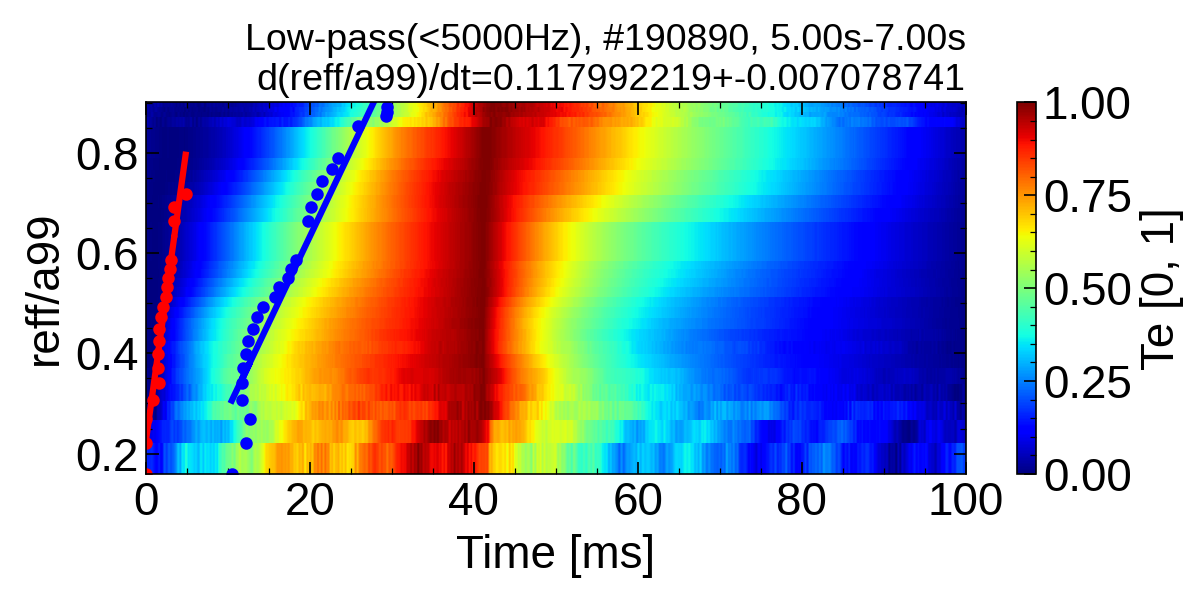 Low-pass(<5000Hz), #190890, 5.00s-7.00s
d(reff/a99)/dt=0.117992219+-0.007078741
reff/a99
0.8
0.6
0.4
0.2
0 20 40 60 80 100
Time [ms]
1.00
0.75
0.50
0.25
0.00
Te [0, 1]